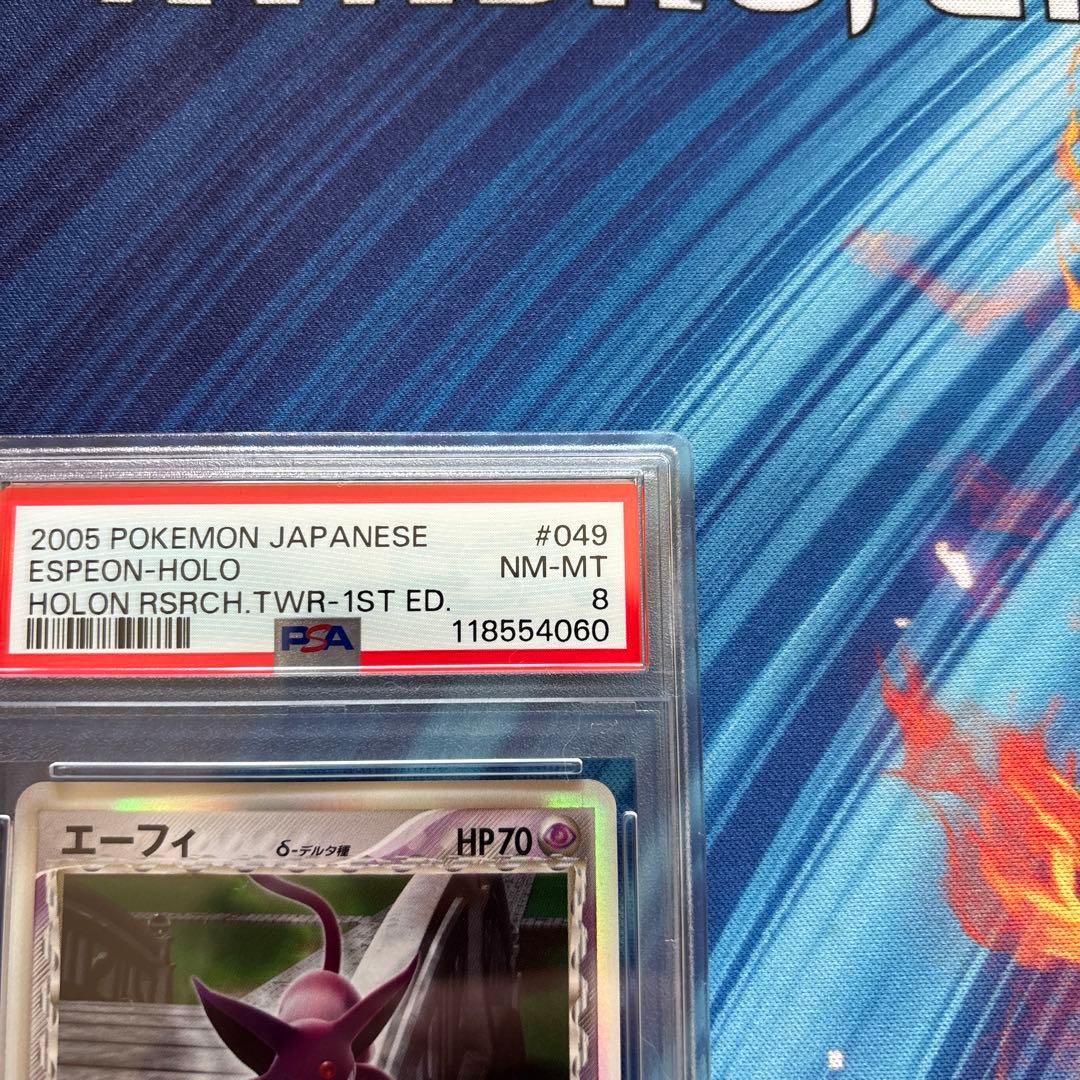 2005 POKEMON JAPANESE #049
ESPEON-HOLO NM-MT
HOLON RSRCH.TWR-1ST ED. 8
PSA 118554060
エーフィ δ-デルタ種 HP70